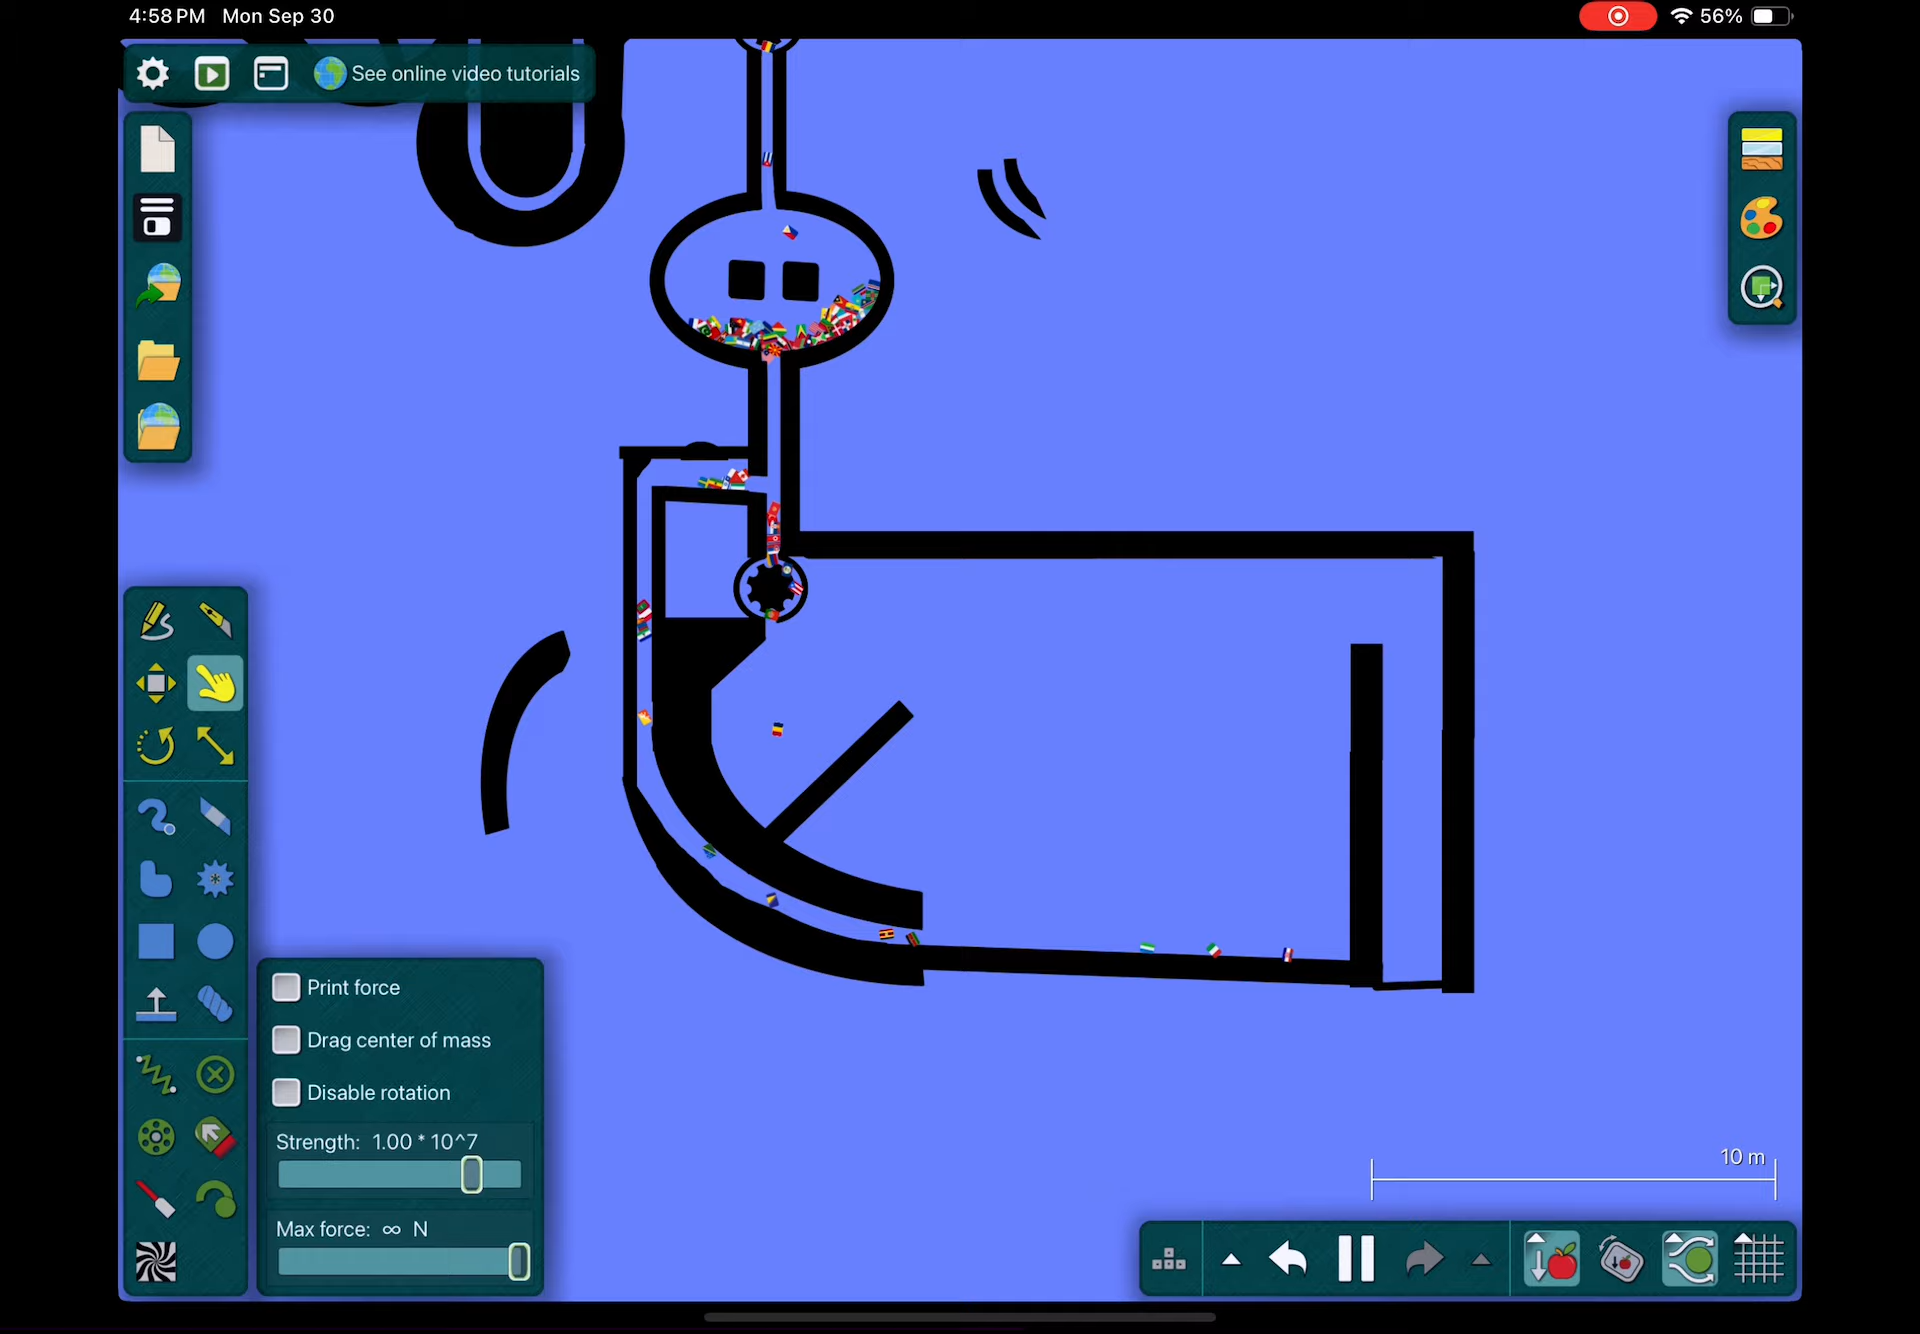 4:58 PM Mon Sep 30
56%
See online video tutorials
Print force
Drag center of mass
Disable rotation
Strength: 1.00 * 10^7
Max force: ∞ N
10 m